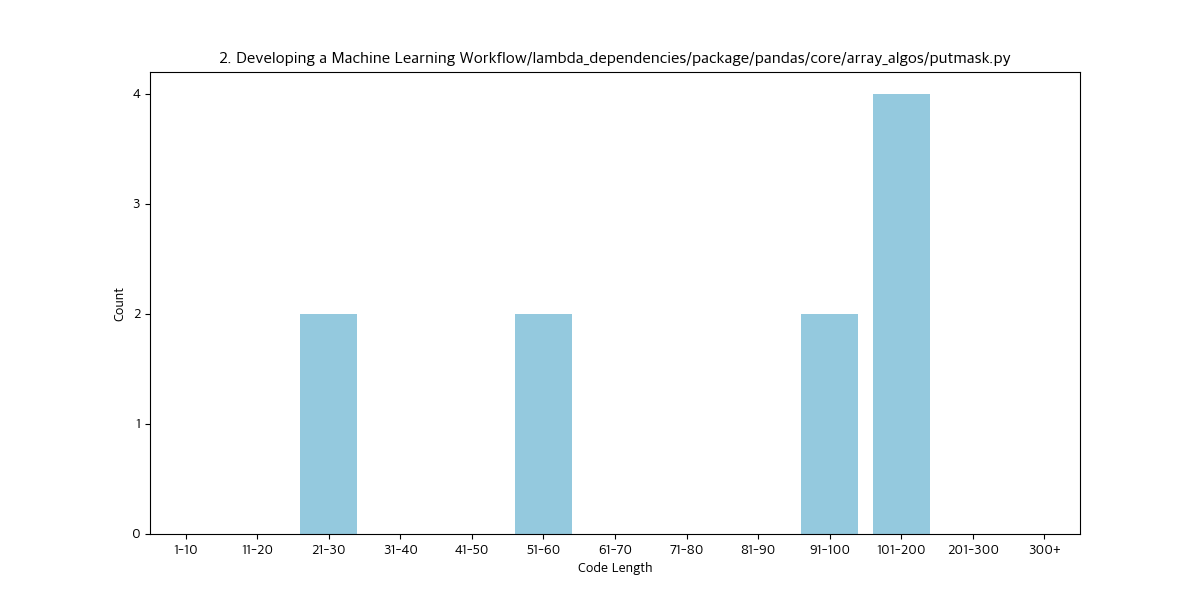 2. Developing a Machine Learning Workflow/lambda_dependencies/package/pandas/core/array_algos/putmask.py
4
3
2
1
0
Count
1-10 11-20 21-30 31-40 41-50 51-60 61-70 71-80 81-90 91-100 101-200 201-300 300+
Code Length